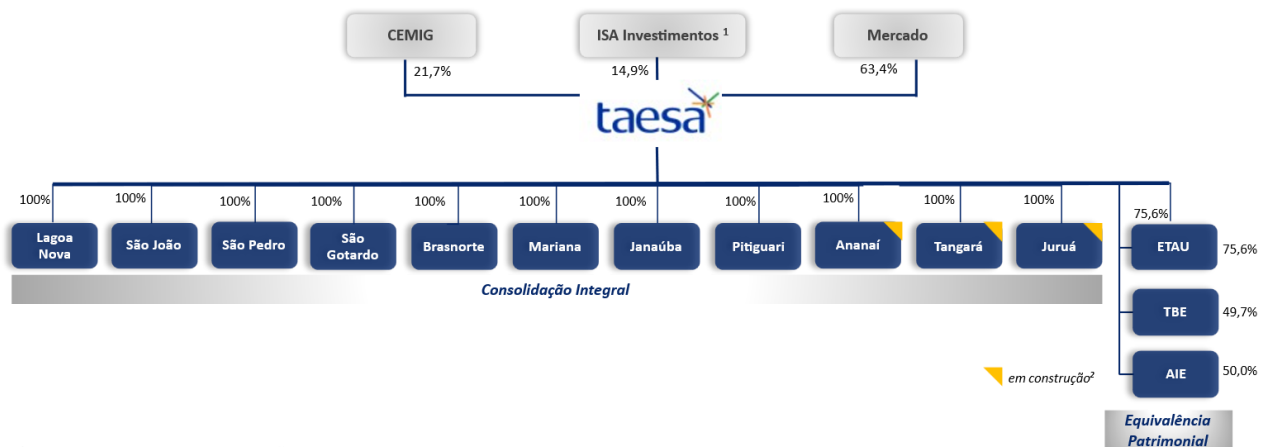 CEMIG
ISA Investimentos ¹
Mercado
21,7%
14,9%
63,4%
taesa
100%
100%
100%
100%
100%
100%
100%
100%
100%
100%
100%
75,6%
Lagoa
Nova
São João
São Pedro
São
Gotardo
Brasnorte
Mariana
Janaúba
Pitiguari
Ananaí
Tangará
Juruá
ETAU
75,6%
Consolidação Integral
TBE
49,7%
AIE
50,0%
em construção²
Equivalência
Patrimonial